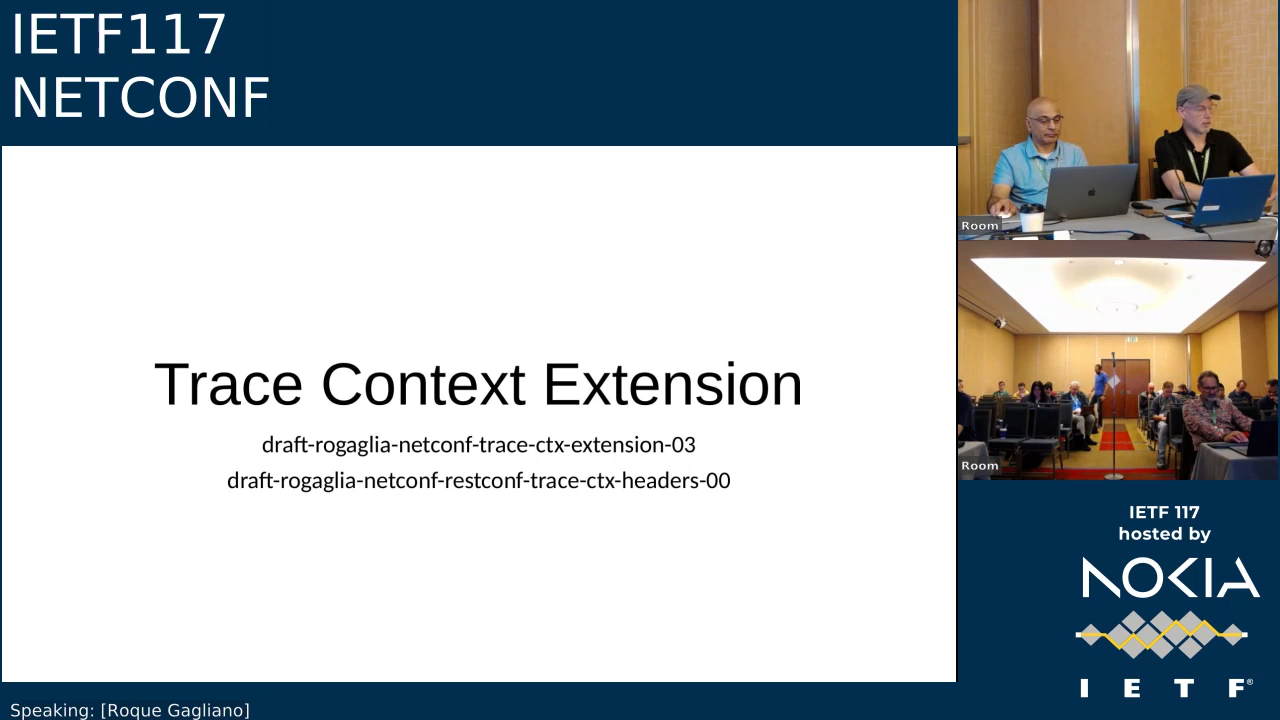 IETF117
NETCONF
Trace Context Extension
draft-rogaglia-netconf-trace-ctx-extension-03
draft-rogaglia-netconf-restconf-trace-ctx-headers-00
Room
Room
IETF 117
hosted by
NOKIA
IETF®
Speaking: [Roque Gagliano]